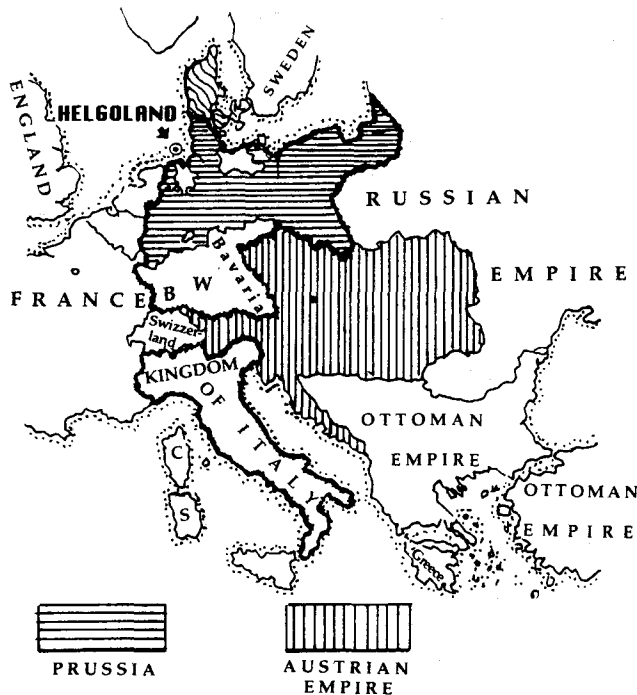 ENGLAND
SWEDEN
HELGOLAND
RUSSIAN
EMPIRE
Bavaria
FRANCE
B W
Swizzer-
land
KINGDOM
OF ITALY
OTTOMAN
EMPIRE
C
S
OTTOMAN
EMPIRE
Greece
PRUSSIA
AUSTRIAN
EMPIRE